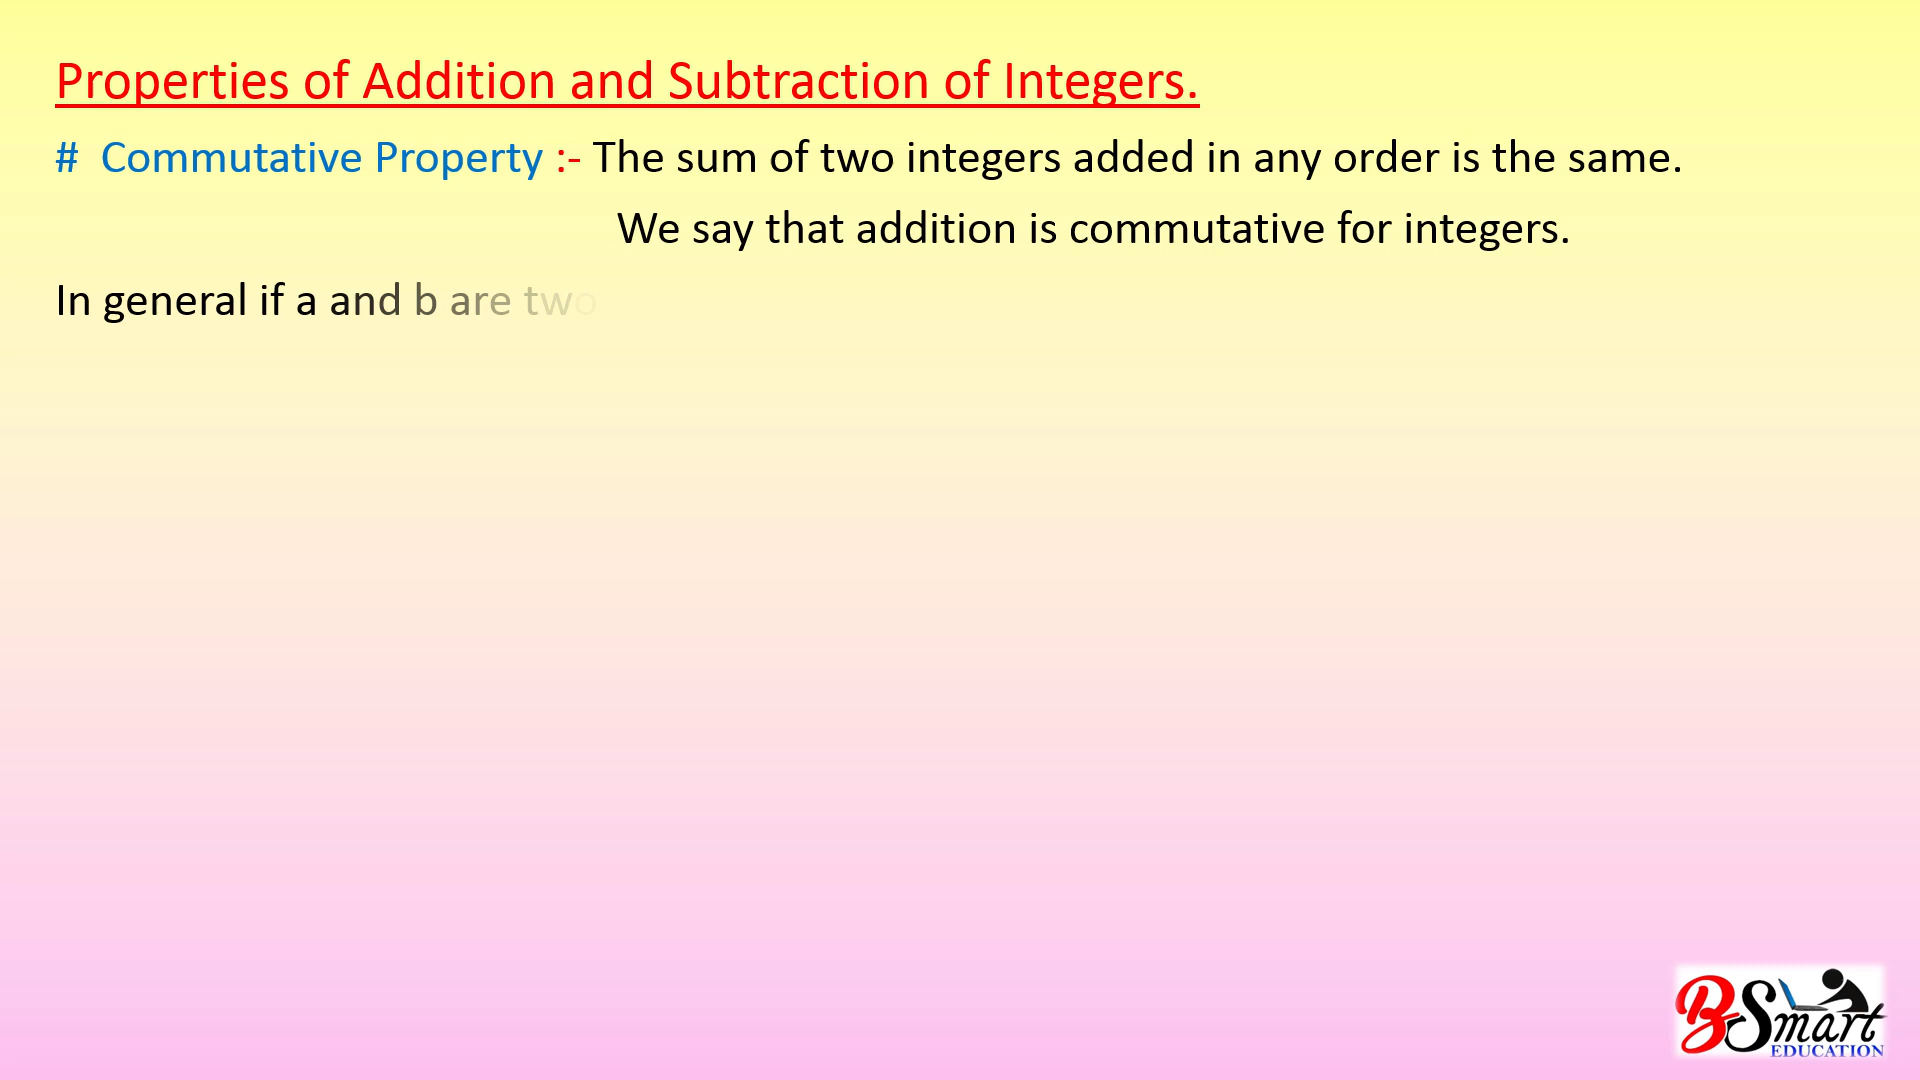 Properties of Addition and Subtraction of Integers.
# Commutative Property :- The sum of two integers added in any order is the same.
We say that addition is commutative for integers.
In general if a and b are two
B Smart
EDUCATION